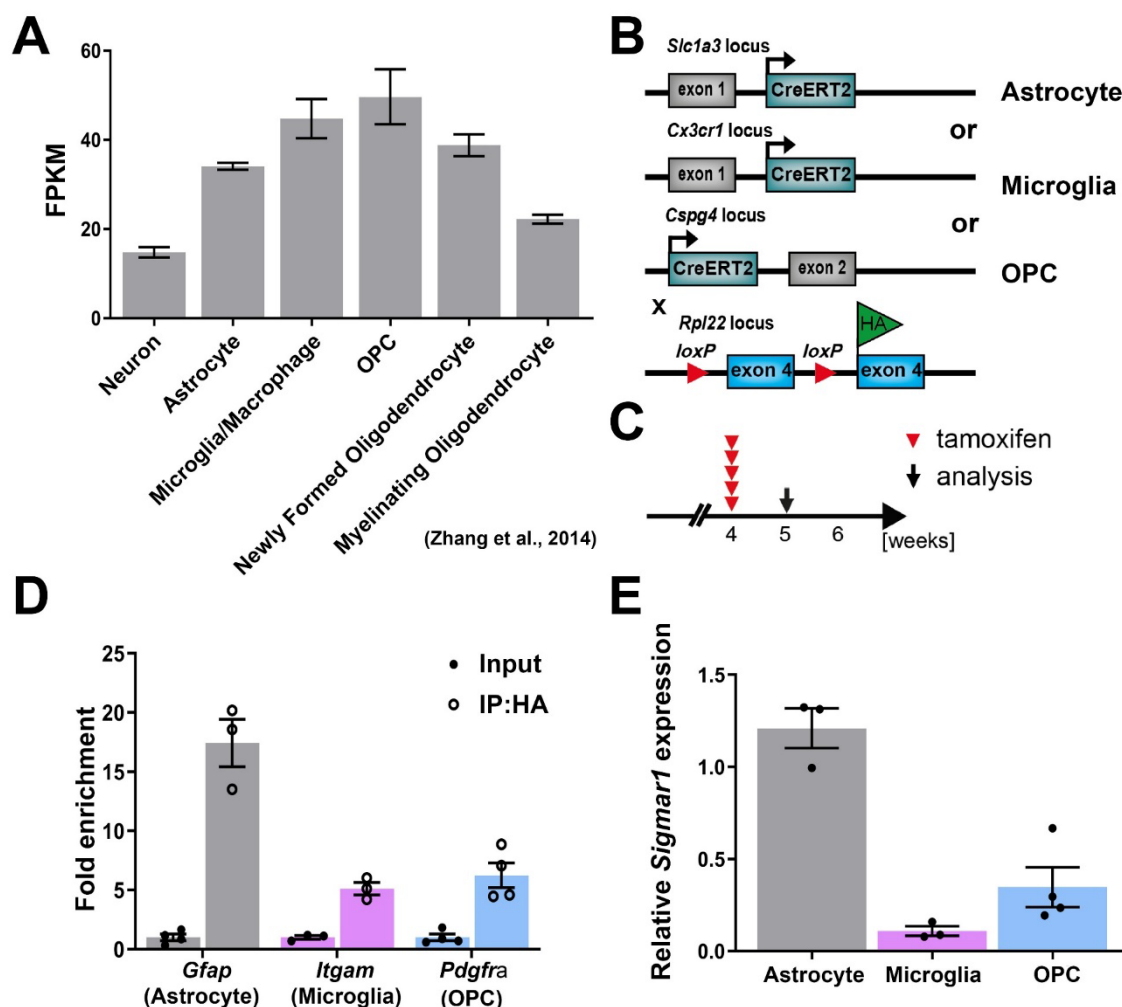 A
60
40
20
0
FPKM
Neuron
Astrocyte
Microglia/Macrophage
OPC
Newly Formed Oligodendrocyte
Myelinating Oligodendrocyte
(Zhang et al., 2014)
B
Slc1a3 locus
exon 1
CreERT2
Astrocyte
or
Cx3cr1 locus
exon 1
CreERT2
Microglia
or
Cspg4 locus
CreERT2
exon 2
OPC
x
Rpl22 locus
HA
loxP
loxP
exon 4
exon 4
C
tamoxifen
analysis
4
5
6
[weeks]
D
25
20
15
10
5
0
Fold enrichment
Input
IP:HA
Gfap
(Astrocyte)
Itgam
(Microglia)
Pdgfra
(OPC)
E
1.5
1.0
0.5
0.0
Relative Sigmar1 expression
Astrocyte
Microglia
OPC